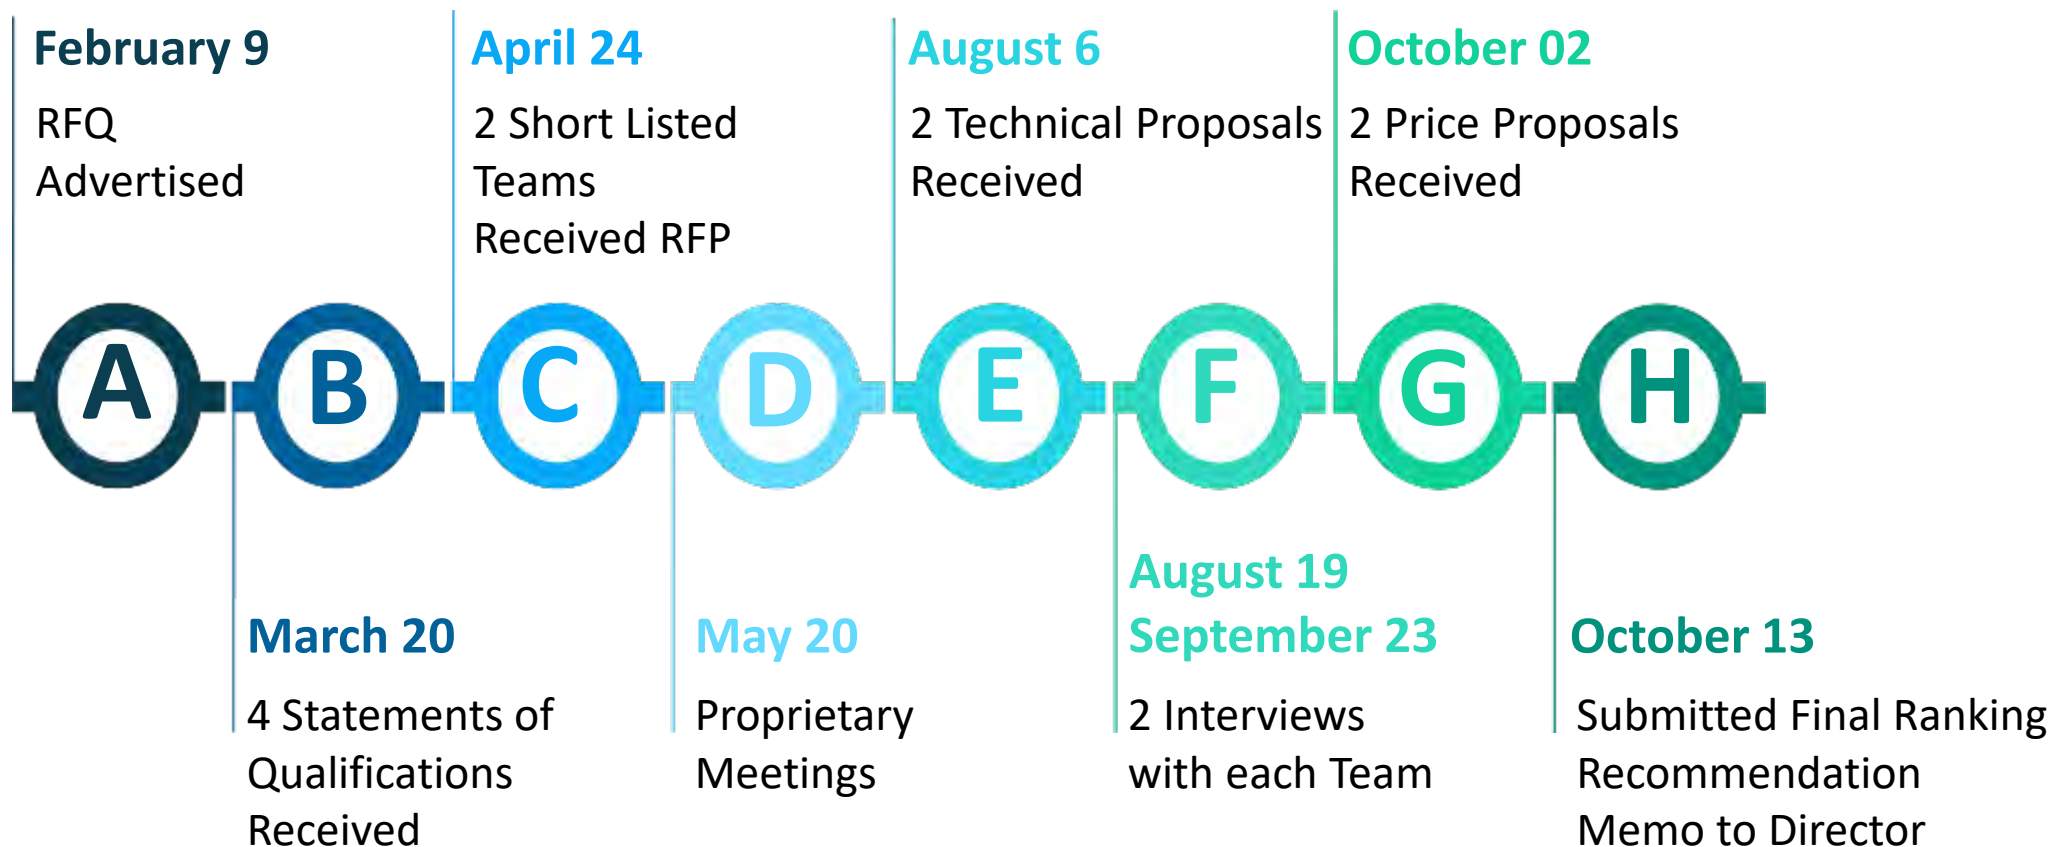 February 9
RFQ
Advertised
April 24
2 Short Listed
Teams
Received RFP
August 6
2 Technical Proposals
Received
October 02
2 Price Proposals
Received
A
B
C
D
E
F
G
H
March 20
4 Statements of
Qualifications
Received
May 20
Proprietary
Meetings
August 19
September 23
2 Interviews
with each Team
October 13
Submitted Final Ranking
Recommendation
Memo to Director